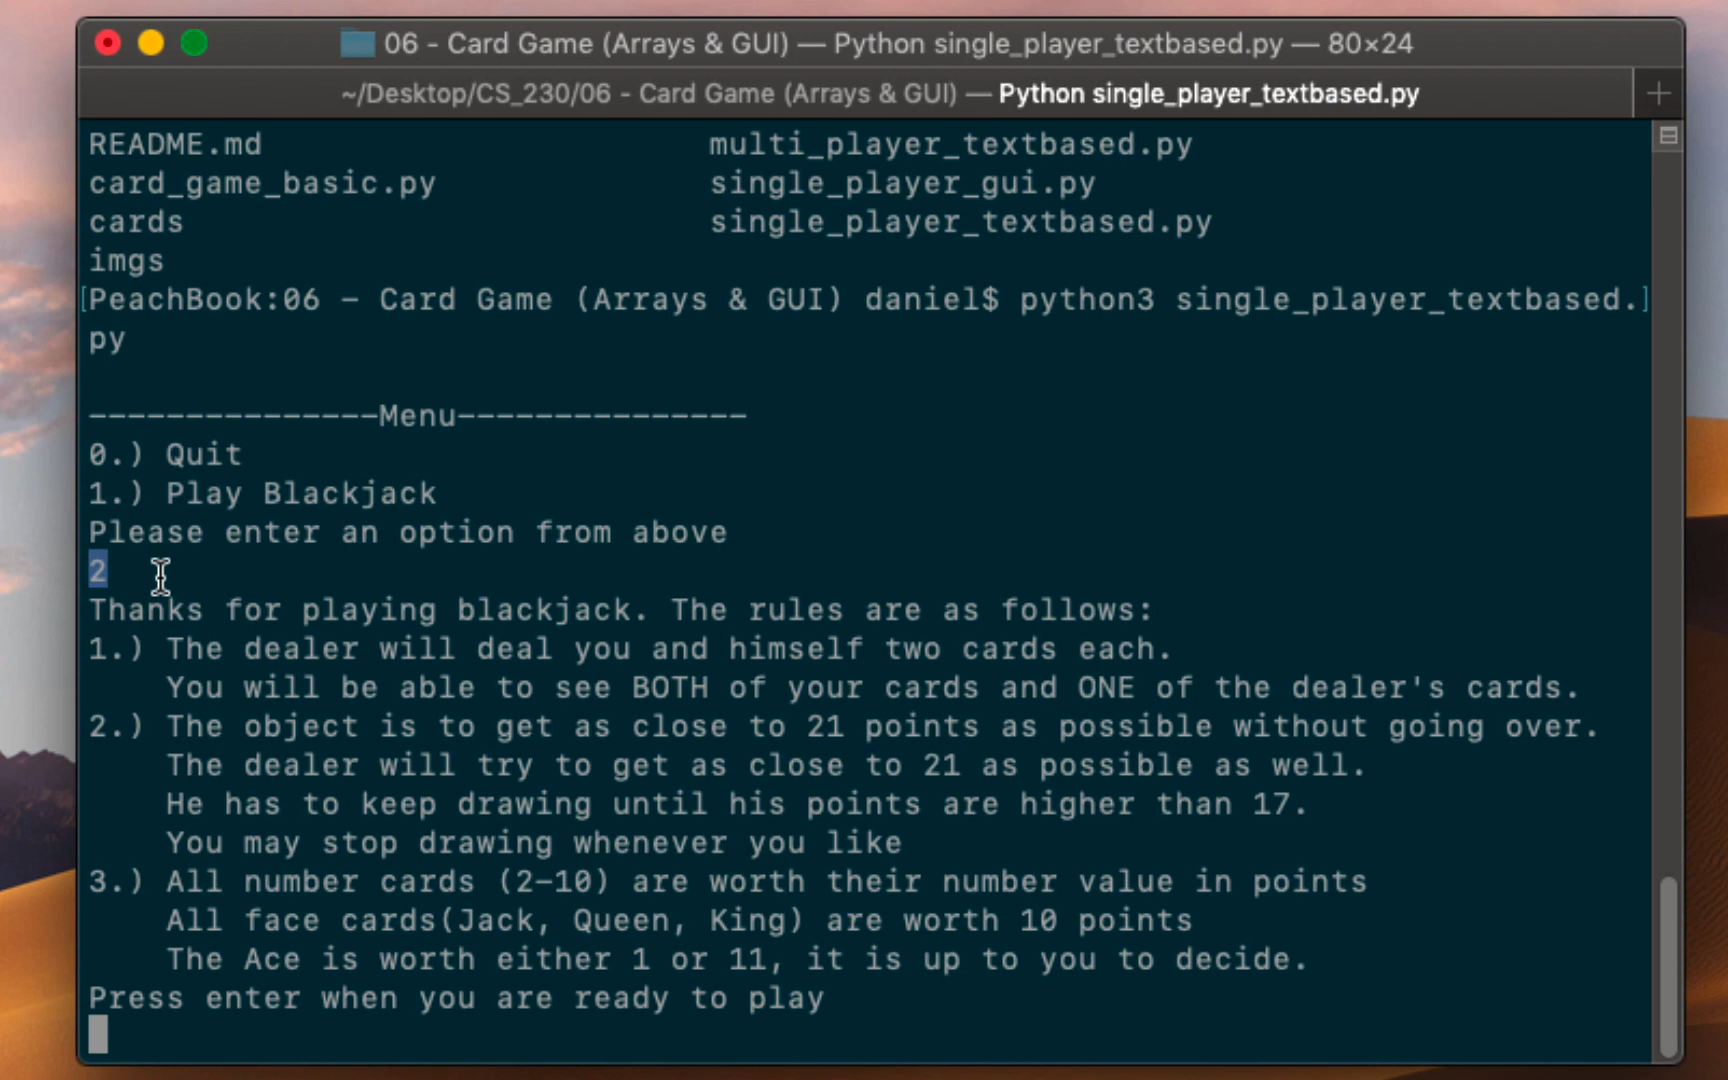 06 - Card Game (Arrays & GUI) — Python single_player_textbased.py — 80×24
~/Desktop/CS_230/06 - Card Game (Arrays & GUI) — Python single_player_textbased.py +
README.md multi_player_textbased.py
card_game_basic.py single_player_gui.py
cards single_player_textbased.py
imgs
[PeachBook:06 - Card Game (Arrays & GUI) daniel$ python3 single_player_textbased.]
py
---------------Menu---------------
0.) Quit
1.) Play Blackjack
Please enter an option from above
2
Thanks for playing blackjack. The rules are as follows:
1.) The dealer will deal you and himself two cards each.
You will be able to see BOTH of your cards and ONE of the dealer's cards.
2.) The object is to get as close to 21 points as possible without going over.
The dealer will try to get as close to 21 as possible as well.
He has to keep drawing until his points are higher than 17.
You may stop drawing whenever you like
3.) All number cards (2-10) are worth their number value in points
All face cards(Jack, Queen, King) are worth 10 points
The Ace is worth either 1 or 11, it is up to you to decide.
Press enter when you are ready to play